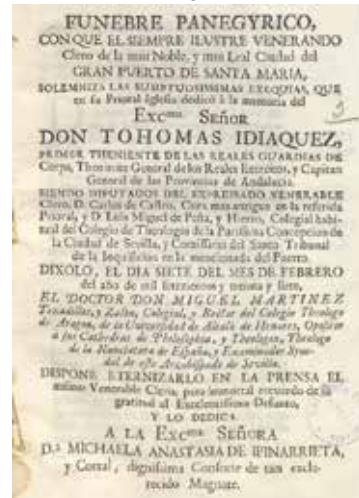 FUNEBRE PANEGYRICO,
CON QUE EL SIEMPRE ILUSTRE VENERANDO
Clero de la mui Noble, y mui Leal Ciudad del
GRAN PUERTO DE SANTA MARIA,
SOLEMNIZA LAS SUMPTUOSISSIMAS EXEQUIAS, QUE
en su Prioral Iglesia dedicò à la memoria del
Excmo Señor
DON TOHOMAS IDIAQUEZ,
PRIMER THENIENTE DE LAS REALES GUARDIAS DE
Corps, Theniente General de los Reales Exercitos, y Capitan
General de las Provincias de Andalucia.
SIENDO DIPUTADOS DEL EXPRESADO VENERABLE
Clero, D. Carlos de Castro, Cura mas antiguo en la referida
Prioral, y D. Luis Miguel de Peña, y Hierro, Colegial habi-
tual del Colegio de Theologos de la Purissima Concepcion de
la Ciudad de Sevilla, y Comissario del Santo Tribunal
de la Inquisicion en la mencionada del Puerto.
DIXOLO, EL DIA SIETE DEL MES DE FEBRERO
del año de mil setecientos y treinta y siete,
EL DOCTOR DON MIGUEL MARTINEZ
y Colegial, y Rector del Colegio Theologo
de Aragon, de la Universidad de Alcalà de Henares, Opositor
à sus Cathedras de Philosophia, y Theologia, Theologo
de la Nunciatura de España, y Examinador Syno-
dal de este Arzobispado de Sevilla.
DISPONE ETERNIZARLO EN LA PRENSA EL
mismo Venerable Clero, para immortal recuerdo de su
gratitud al Excelentissimo Difunto,
Y LO DEDICA
A LA Excma SEÑORA
D.ª MICHAELA ANASTASIA DE IPINARRIETA,
y Corral, dignissima Consorte de tan escla-
recido Magnate.